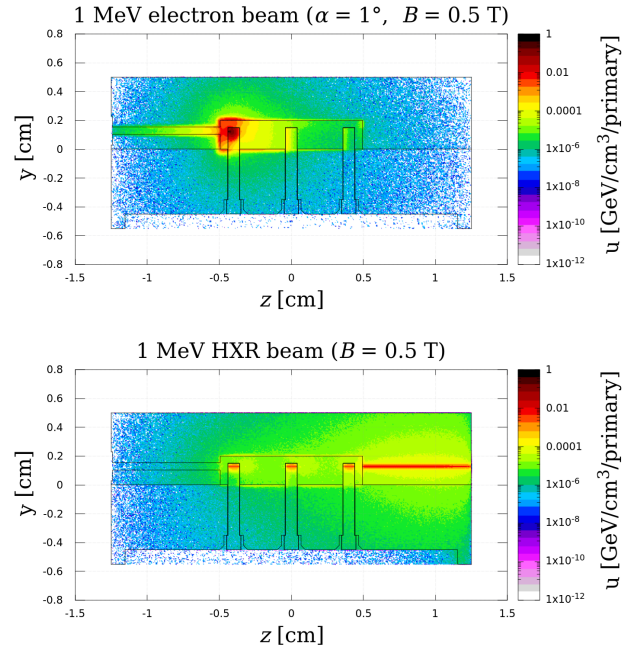 1 MeV electron beam (α = 1°, B = 0.5 T)
0.8
0.6
0.4
0.2
0
-0.2
-0.4
-0.6
-0.8
y [cm]
-1.5 -1 -0.5 0 0.5 1 1.5
z [cm]
1
0.01
0.0001
1x10-6
1x10-8
1x10-10
1x10-12
u [GeV/cm3/primary]
1 MeV HXR beam (B = 0.5 T)
0.8
0.6
0.4
0.2
0
-0.2
-0.4
-0.6
-0.8
y [cm]
-1.5 -1 -0.5 0 0.5 1 1.5
z [cm]
1
0.01
0.0001
1x10-6
1x10-8
1x10-10
1x10-12
u [GeV/cm3/primary]